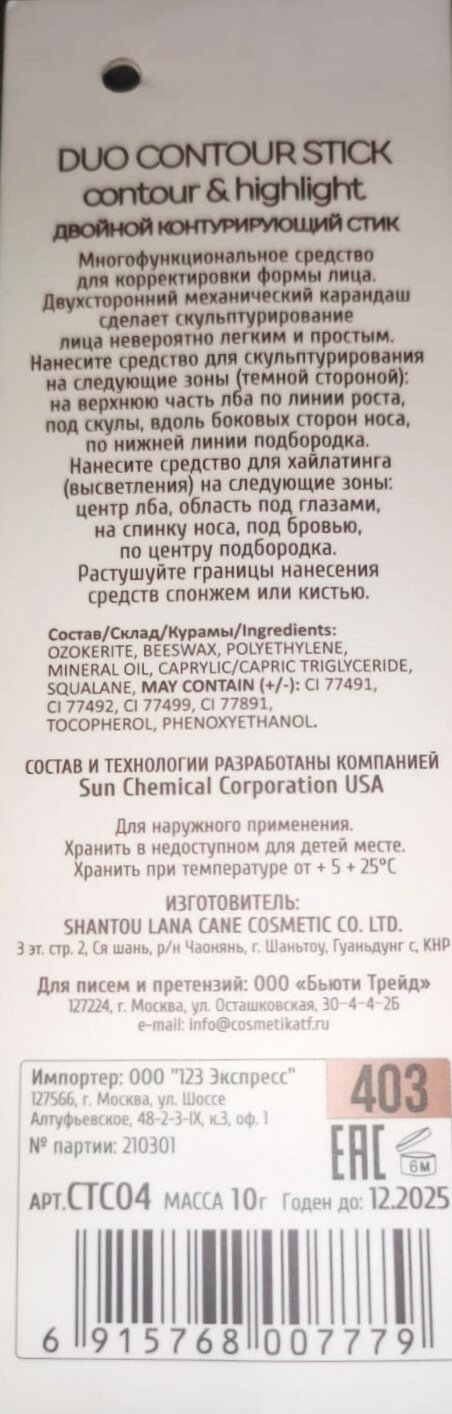 DUO CONTOUR STICK
contour & highlight
ДВОЙНОЙ КОНТУРИРУЮЩИЙ СТИК
Многофункциональное средство
для корректировки формы лица.
Двухсторонний механический карандаш
сделает скульптурирование
лица невероятно легким и простым.
Нанесите средство для скульптурирования
на следующие зоны (темной стороной):
на верхнюю часть лба по линии роста,
под скулы, вдоль боковых сторон носа,
по нижней линии подбородка.
Нанесите средство для хайлатинга
(высветления) на следующие зоны:
центр лба, область под глазами,
на спинку носа, под бровью,
по центру подбородка.
Растушуйте границы нанесения
средств спонжем или кистью.
Состав/Склад/Курамы/Ingredients:
OZOKERITE, BEESWAX, POLYETHYLENE,
MINERAL OIL, CAPRYLIC/CAPRIC TRIGLYCERIDE,
SQUALANE, MAY CONTAIN (+/-): CI 77491,
CI 77492, CI 77499, CI 77891,
TOCOPHEROL, PHENOXYETHANOL.
СОСТАВ И ТЕХНОЛОГИИ РАЗРАБОТАНЫ КОМПАНИЕЙ
Sun Chemical Corporation USA
Для наружного применения.
Хранить в недоступном для детей месте.
Хранить при температуре от + 5 + 25°C
ИЗГОТОВИТЕЛЬ:
SHANTOU LANA CANE COSMETIC CO. LTD.
3 эт. стр. 2, Ся шань, р/н Чаонянь, г. Шаньтоу, Гуаньдунг с, КНР
Для писем и претензий: ООО «Бьюти Трейд»
127224, г. Москва, ул. Осташковская, 30-4-4-2Б
e-mail: info@cosmetikatf.ru
Импортер: ООО "123 Экспресс"
127566, г. Москва, ул. Шоссе
Алтуфьевское, 48-2-3-IX, к.3, оф. 1
403
№ партии: 210301
EAC
6М
АРТ.CTC04 МАССА 10г Годен до: 12.2025
6 915768 007779